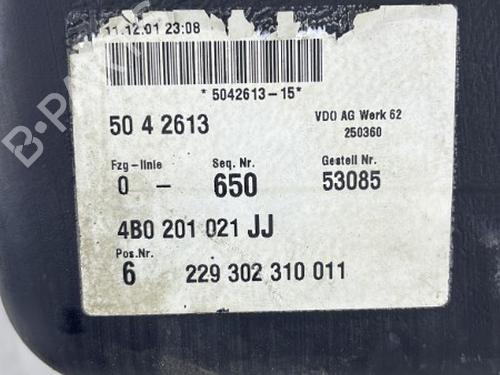 11.12.01 23:08
* 5042613-15*
50 4 2613
VDO AG Werk 62
250360
Fzg-linie
Seq. Nr.
Gestell Nr.
0 -
650
53085
4B0 201 021 JJ
Pos.Nr.
6
229 302 310 011
B-PARTS